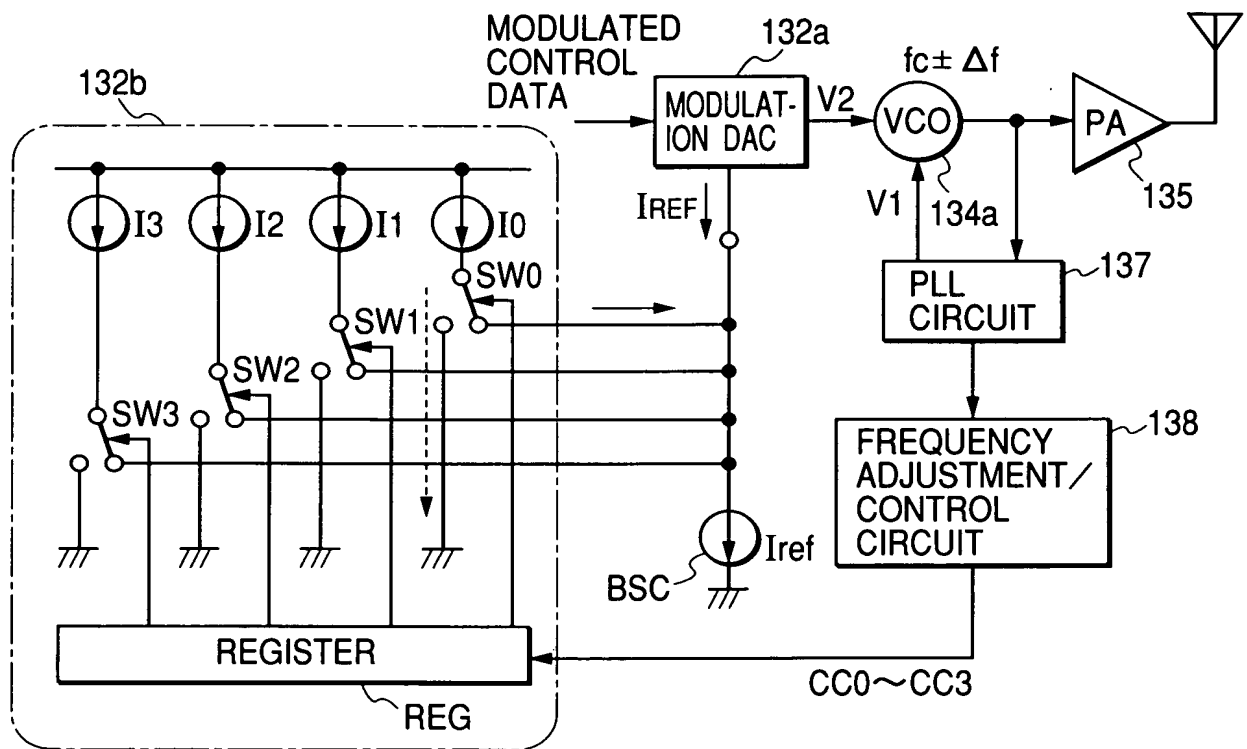 MODULATED
CONTROL
DATA
132a
fc± Δf
132b
MODULAT-
ION DAC
V2
VCO
PA
135
I3
I2
I1
I0
IREF
V1
134a
SW0
137
PLL
CIRCUIT
SW1
SW2
SW3
138
FREQUENCY
ADJUSTMENT/
CONTROL
CIRCUIT
Iref
BSC
REGISTER
CC0～CC3
REG